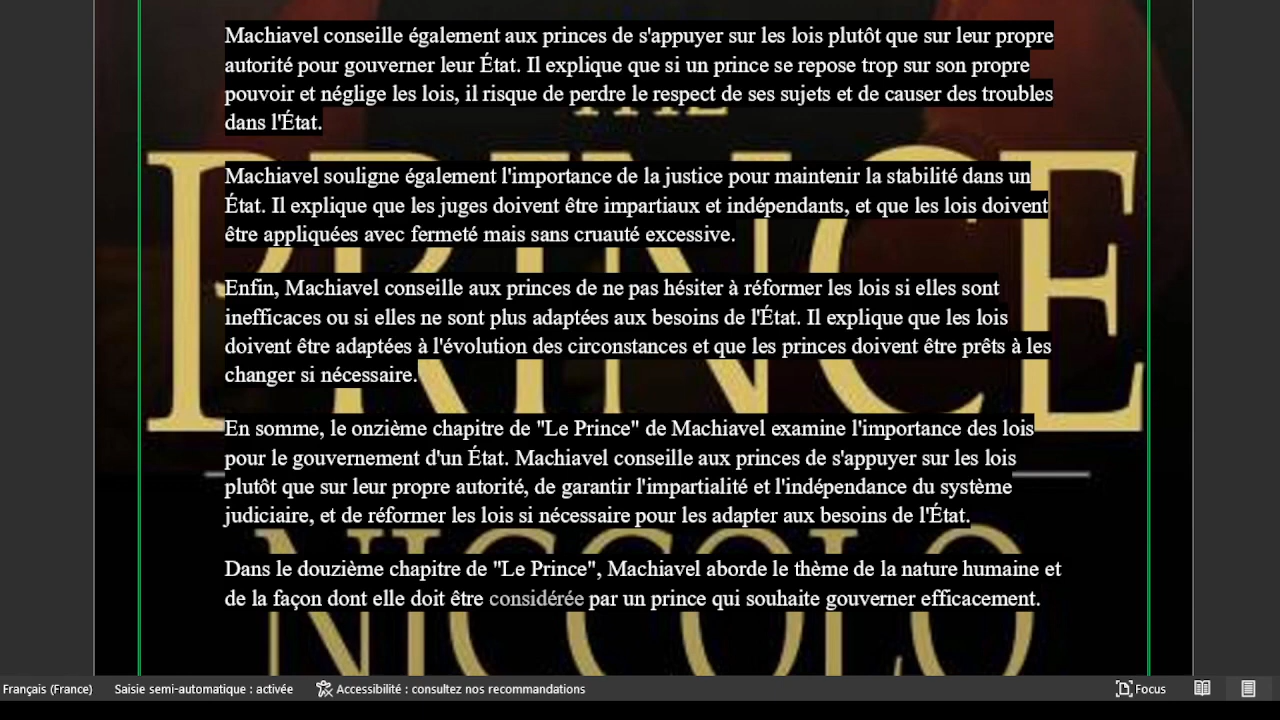 Machiavel conseille également aux princes de s'appuyer sur les lois plutôt que sur leur propre
autorité pour gouverner leur État. Il explique que si un prince se repose trop sur son propre
pouvoir et néglige les lois, il risque de perdre le respect de ses sujets et de causer des troubles
dans l'État.
THE
PRINCE
Machiavel souligne également l'importance de la justice pour maintenir la stabilité dans un
État. Il explique que les juges doivent être impartiaux et indépendants, et que les lois doivent
être appliquées avec fermeté mais sans cruauté excessive.
Enfin, Machiavel conseille aux princes de ne pas hésiter à réformer les lois si elles sont
inefficaces ou si elles ne sont plus adaptées aux besoins de l'État. Il explique que les lois
doivent être adaptées à l'évolution des circonstances et que les princes doivent être prêts à les
changer si nécessaire.
En somme, le onzième chapitre de "Le Prince" de Machiavel examine l'importance des lois
pour le gouvernement d'un État. Machiavel conseille aux princes de s'appuyer sur les lois
plutôt que sur leur propre autorité, de garantir l'impartialité et l'indépendance du système
judiciaire, et de réformer les lois si nécessaire pour les adapter aux besoins de l'État.
Dans le douzième chapitre de "Le Prince", Machiavel aborde le thème de la nature humaine et
de la façon dont elle doit être considérée par un prince qui souhaite gouverner efficacement.
NICCOLO
Français (France) Saisie semi-automatique : activée Accessibilité : consultez nos recommandations Focus